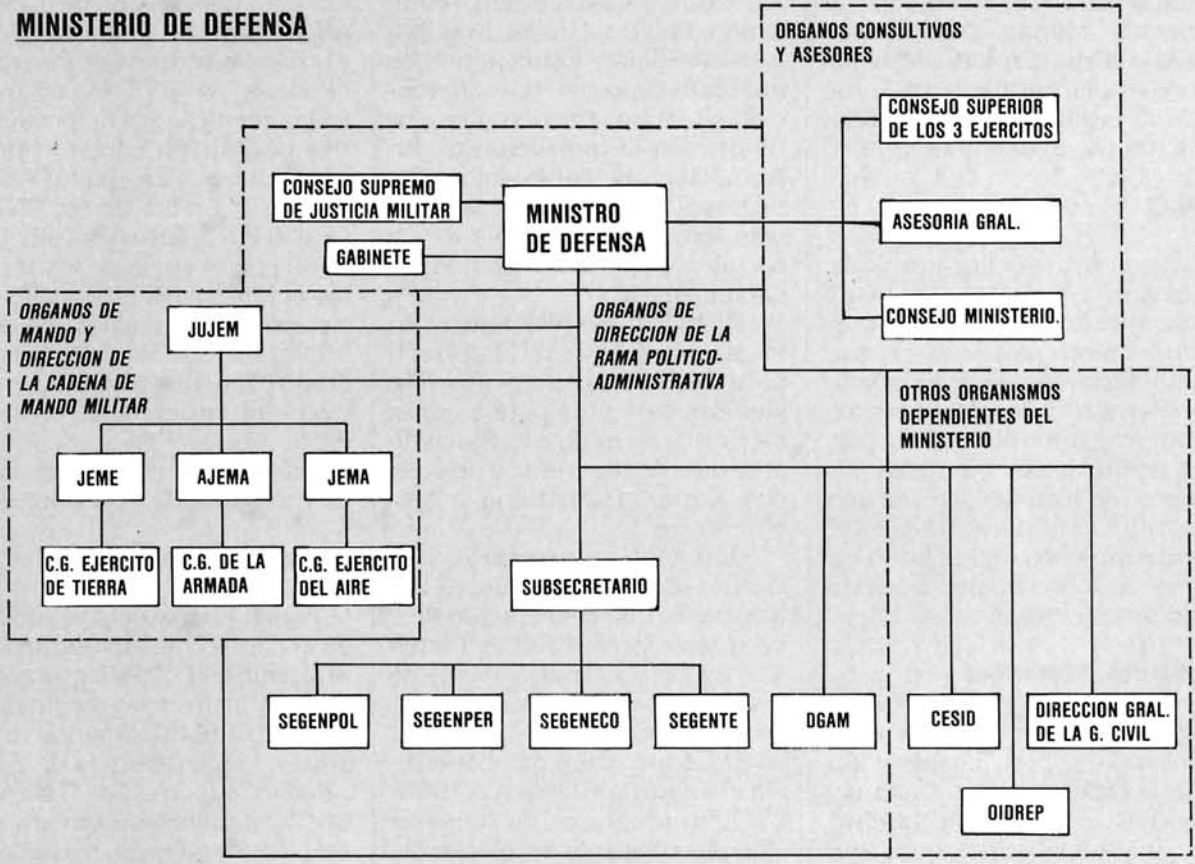 MINISTERIO DE DEFENSA
ORGANOS CONSULTIVOS
Y ASESORES
CONSEJO SUPERIOR
DE LOS 3 EJERCITOS
CONSEJO SUPREMO
DE JUSTICIA MILITAR
MINISTRO
DE DEFENSA
ASESORIA GRAL.
GABINETE
ORGANOS DE
MANDO Y
DIRECCION DE
LA CADENA DE
MANDO MILITAR
JUJEM
ORGANOS DE
DIRECCION DE LA
RAMA POLITICO-
ADMINISTRATIVA
CONSEJO MINISTERIO.
OTROS ORGANISMOS
DEPENDIENTES DEL
MINISTERIO
JEME
AJEMA
JEMA
C.G. EJERCITO
DE TIERRA
C.G. DE LA
ARMADA
C.G. EJERCITO
DEL AIRE
SUBSECRETARIO
SEGENPOL
SEGENPER
SEGENECO
SEGENTE
DGAM
CESID
DIRECCION GRAL.
DE LA G. CIVIL
OIDREP